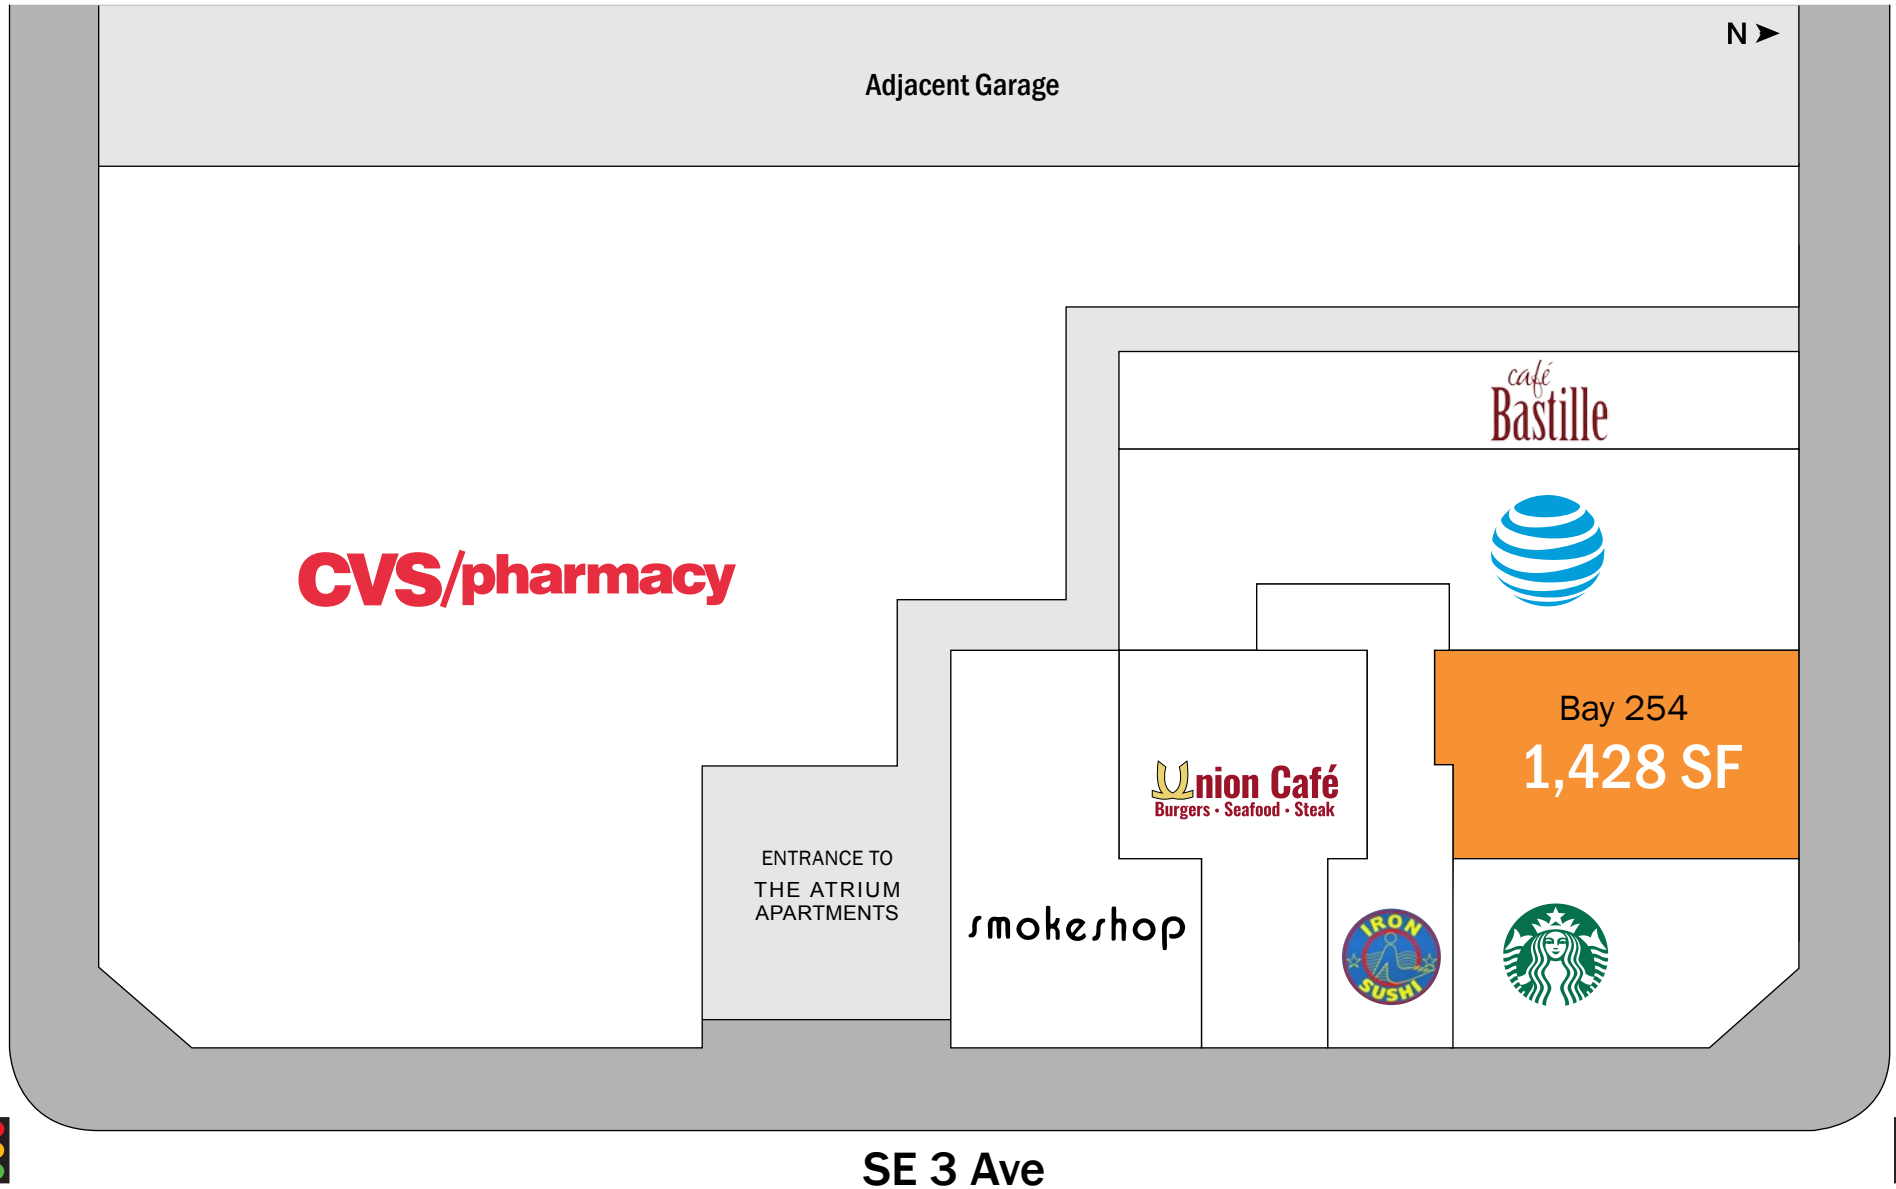 N
Adjacent Garage
café
Bastille
CVS/pharmacy
Bay 254
1,428 SF
Union Café
Burgers • Seafood • Steak
ENTRANCE TO
THE ATRIUM
APARTMENTS
smokeshop
IRON
SUSHI
SE 3 Ave